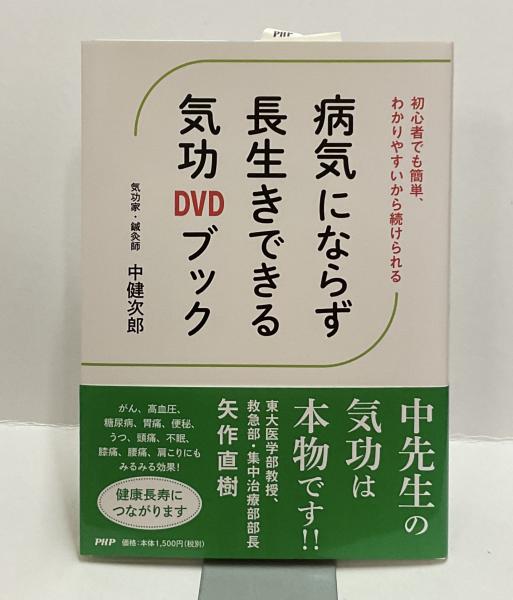 PHP
初心者でも簡単、
わかりやすいから続けられる
病気にならず
長生きできる
気功DVDブック
気功家・鍼灸師 中健次郎
中先生の
気功は
本物です!!
東大医学部教授、
救急部・集中治療部部長
矢作直樹
がん、高血圧、
糖尿病、胃痛、便秘、
うつ、頭痛、不眠、
膝痛、腰痛、肩こりにも
みるみる効果!
健康長寿に
つながります
PHP 価格:本体1,500円(税別)